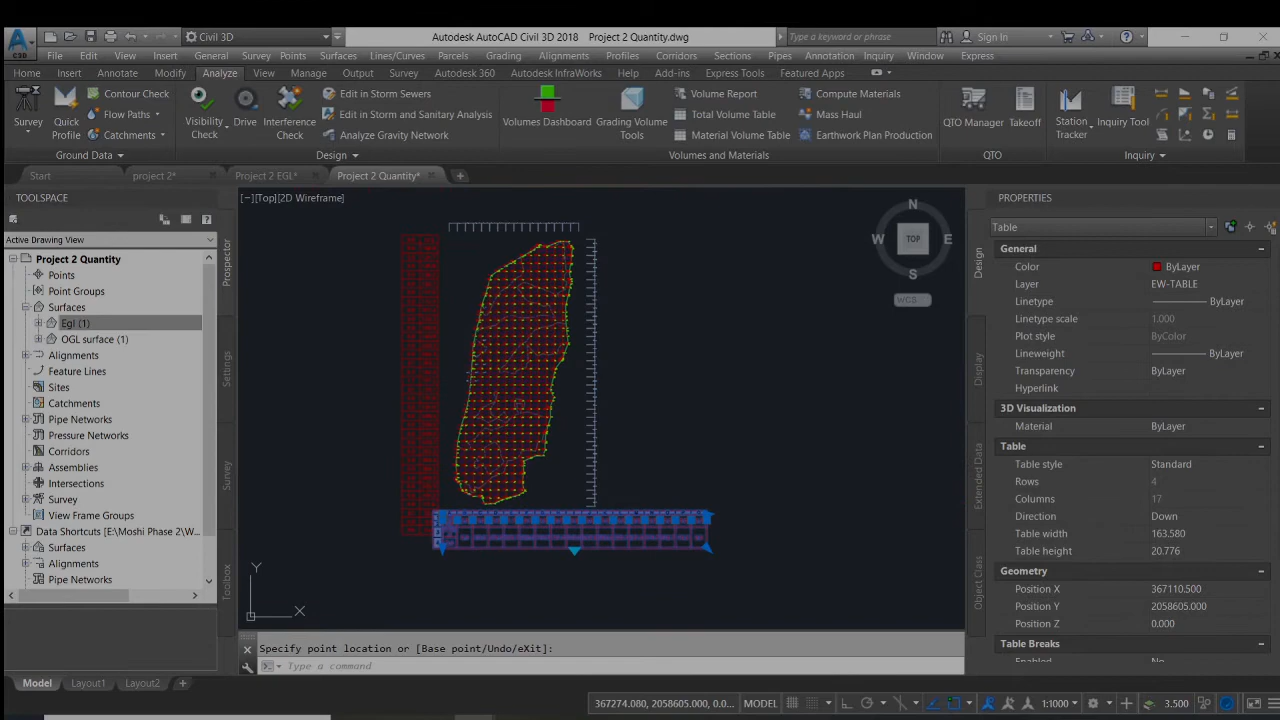 C3D
Civil 3D
Autodesk AutoCAD Civil 3D 2018 Project 2 Quantity.dwg
Type a keyword or phrase
Sign In
File Edit View Insert General Survey Points Surfaces Lines/Curves Parcels Grading Alignments Profiles Corridors Sections Pipes Annotation Inquiry Window Express
Home Insert Annotate Modify Analyze View Manage Output Survey Autodesk 360 Autodesk InfraWorks Help Add-ins Express Tools Featured Apps
Survey
Quick Profile
Contour Check
Flow Paths
Catchments
Ground Data
Visibility Check
Drive
Interference Check
Edit in Storm Sewers
Edit in Storm and Sanitary Analysis
Analyze Gravity Network
Design
Volumes Dashboard
Grading Volume Tools
Volume Report
Total Volume Table
Material Volume Table
Compute Materials
Mass Haul
Earthwork Plan Production
Volumes and Materials
QTO Manager
Takeoff
QTO
Station Tracker
Inquiry Tool
Inquiry
Start
project 2*
Project 2 EGL*
Project 2 Quantity*
TOOLSPACE
Active Drawing View
Project 2 Quantity
Points
Point Groups
Surfaces
Egl (1)
OGL surface (1)
Alignments
Feature Lines
Sites
Catchments
Pipe Networks
Pressure Networks
Corridors
Assemblies
Intersections
Survey
View Frame Groups
Data Shortcuts [E:\Moshi Phase 2\W...
Surfaces
Alignments
Pipe Networks
Prospector
Settings
Survey
Toolbox
[−][Top][2D Wireframe]
N
W TOP E
S
WCS
Y
X
Specify point location or [Base point/Undo/eXit]:
Type a command
PROPERTIES
Table
Design
Display
Extended Data
Object Class
General
Color ByLayer
Layer EW-TABLE
Linetype ByLayer
Linetype scale 1.000
Plot style ByColor
Lineweight ByLayer
Transparency ByLayer
Hyperlink
3D Visualization
Material ByLayer
Table
Table style Standard
Rows 4
Columns 17
Direction Down
Table width 163.580
Table height 20.776
Geometry
Position X 367110.500
Position Y 2058605.000
Position Z 0.000
Table Breaks
Enabled No
Model Layout1 Layout2
367274.080, 2058605.000, 0.0... MODEL
1:1000
3.500